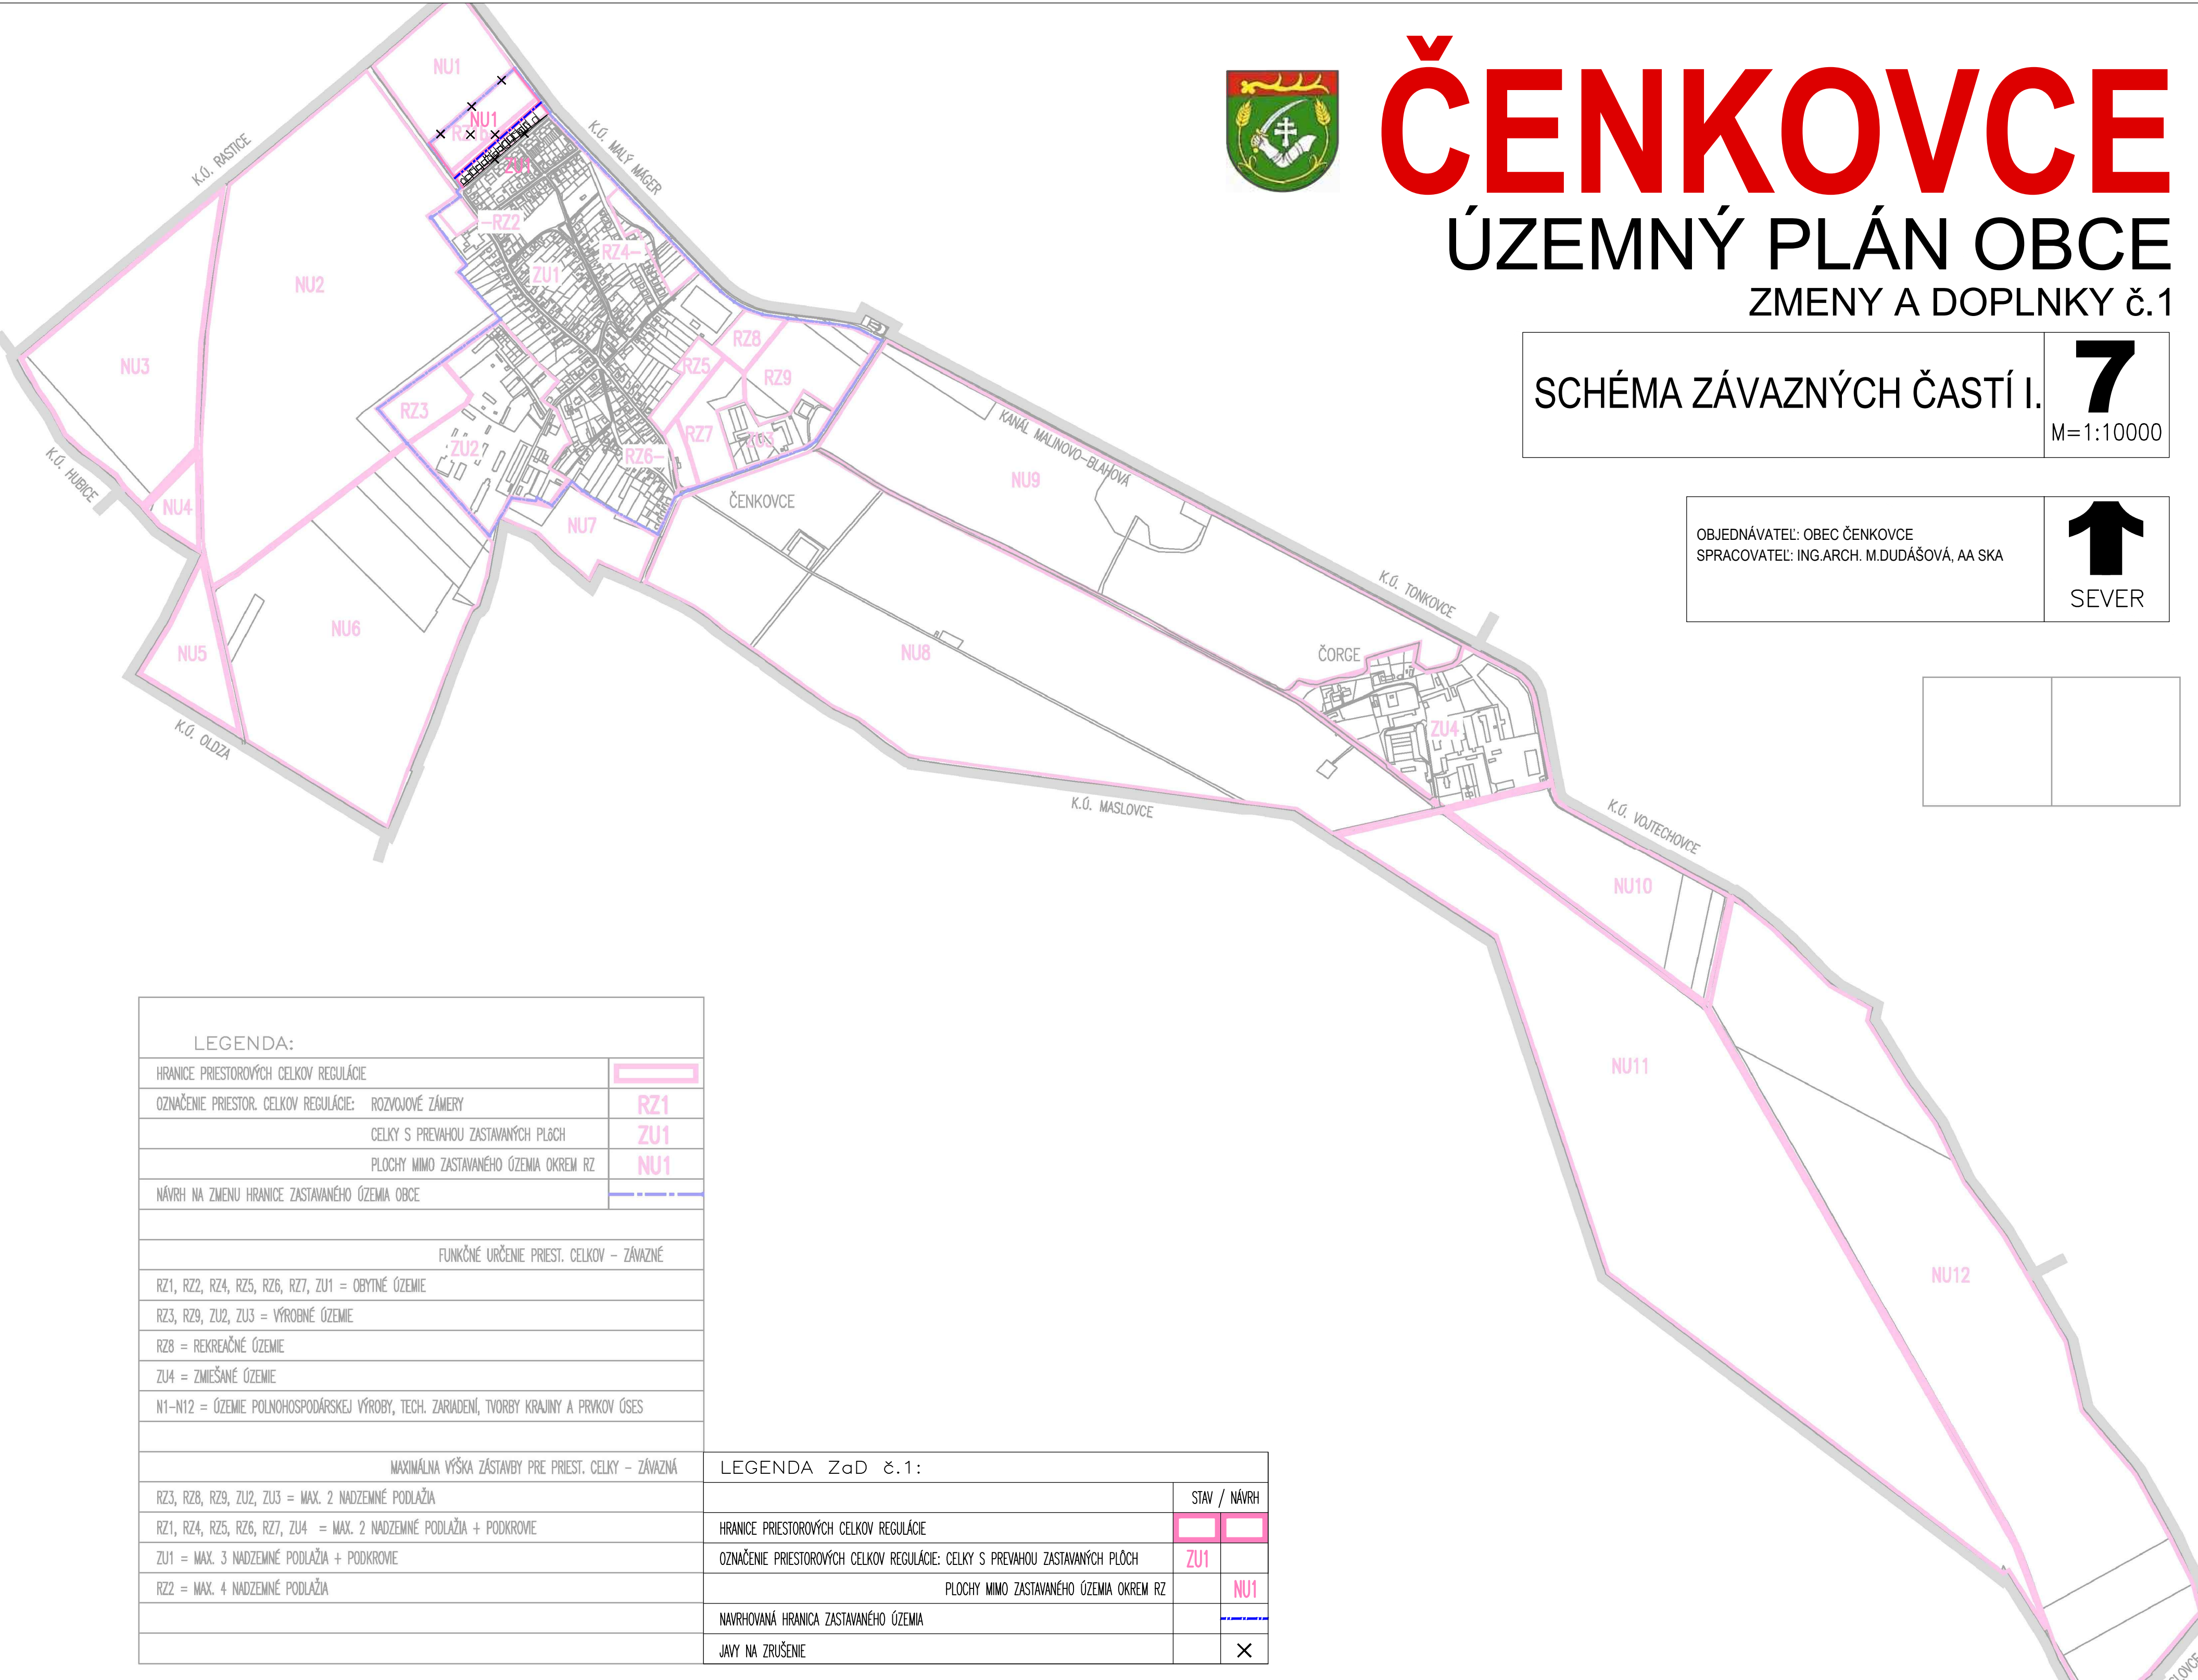 ČENKOVCE
ÚZEMNÝ PLÁN OBCE
ZMENY A DOPLNKY č.1
SCHÉMA ZÁVAZNÝCH ČASTÍ I.
7
M=1:10000
OBJEDNÁVATEĽ: OBEC ČENKOVCE
SPRACOVATEĽ: ING.ARCH. M.DUDÁŠOVÁ, AA SKA
SEVER
NU1
NU1
ZU1
K.Ú. RASTICE
K.Ú. MALÝ MÁGER
-RZ2
RZ4-
ZU1
NU2
NU3
RZ8
RZ5
RZ9
RZ3
RZ7
ZU3
ZU2
RZ6-
K.Ú. HUBICE
NU4
NU7
ČENKOVCE
KANÁL MALINOVO-BLAHOVÁ
NU9
K.Ú. TONKOVCE
NU6
NU5
NU8
ČORGE
ZU4
K.Ú. OLDZA
K.Ú. MASLOVCE
K.Ú. VOJTECHOVCE
NU10
NU11
NU12
LEGENDA:
HRANICE PRIESTOROVÝCH CELKOV REGULÁCIE
OZNAČENIE PRIESTOR. CELKOV REGULÁCIE: ROZVOJOVÉ ZÁMERY RZ1
CELKY S PREVAHOU ZASTAVANÝCH PLôCH ZU1
PLOCHY MIMO ZASTAVANÉHO ÚZEMIA OKREM RZ NU1
NÁVRH NA ZMENU HRANICE ZASTAVANÉHO ÚZEMIA OBCE
FUNKČNÉ URČENIE PRIEST. CELKOV – ZÁVAZNÉ
RZ1, RZ2, RZ4, RZ5, RZ6, RZ7, ZU1 = OBYTNÉ ÚZEMIE
RZ3, RZ9, ZU2, ZU3 = VÝROBNÉ ÚZEMIE
RZ8 = REKREAČNÉ ÚZEMIE
ZU4 = ZMIEŠANÉ ÚZEMIE
N1-N12 = ÚZEMIE POLNOHOSPODÁRSKEJ VÝROBY, TECH. ZARIADENÍ, TVORBY KRAJINY A PRVKOV ÚSES
MAXIMÁLNA VÝŠKA ZÁSTAVBY PRE PRIEST. CELKY – ZÁVAZNÁ
RZ3, RZ8, RZ9, ZU2, ZU3 = MAX. 2 NADZEMNÉ PODLAŽIA
RZ1, RZ4, RZ5, RZ6, RZ7, ZU4 = MAX. 2 NADZEMNÉ PODLAŽIA + PODKROVIE
ZU1 = MAX. 3 NADZEMNÉ PODLAŽIA + PODKROVIE
RZ2 = MAX. 4 NADZEMNÉ PODLAŽIA
LEGENDA ZaD č.1:
STAV / NÁVRH
HRANICE PRIESTOROVÝCH CELKOV REGULÁCIE
OZNAČENIE PRIESTOROVÝCH CELKOV REGULÁCIE: CELKY S PREVAHOU ZASTAVANÝCH PLÔCH ZU1
PLOCHY MIMO ZASTAVANÉHO ÚZEMIA OKREM RZ NU1
NAVRHOVANÁ HRANICA ZASTAVANÉHO ÚZEMIA
JAVY NA ZRUŠENIE